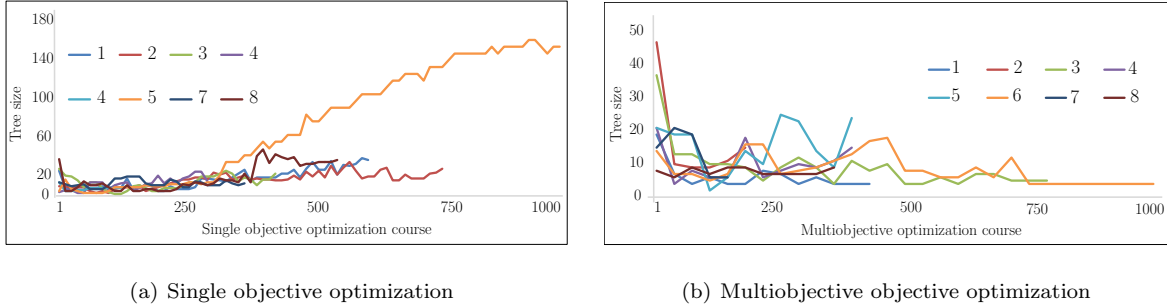 180
140
100
60
20
0
Tree size
1 2 3 4
4 5 7 8
1 250 500 750 1000
Single objective optimization course
(a) Single objective optimization
50
40
30
20
10
0
Tree size
1 2 3 4
5 6 7 8
1 250 500 750 1000
Multiobjective optimization course
(b) Multiobjective objective optimization